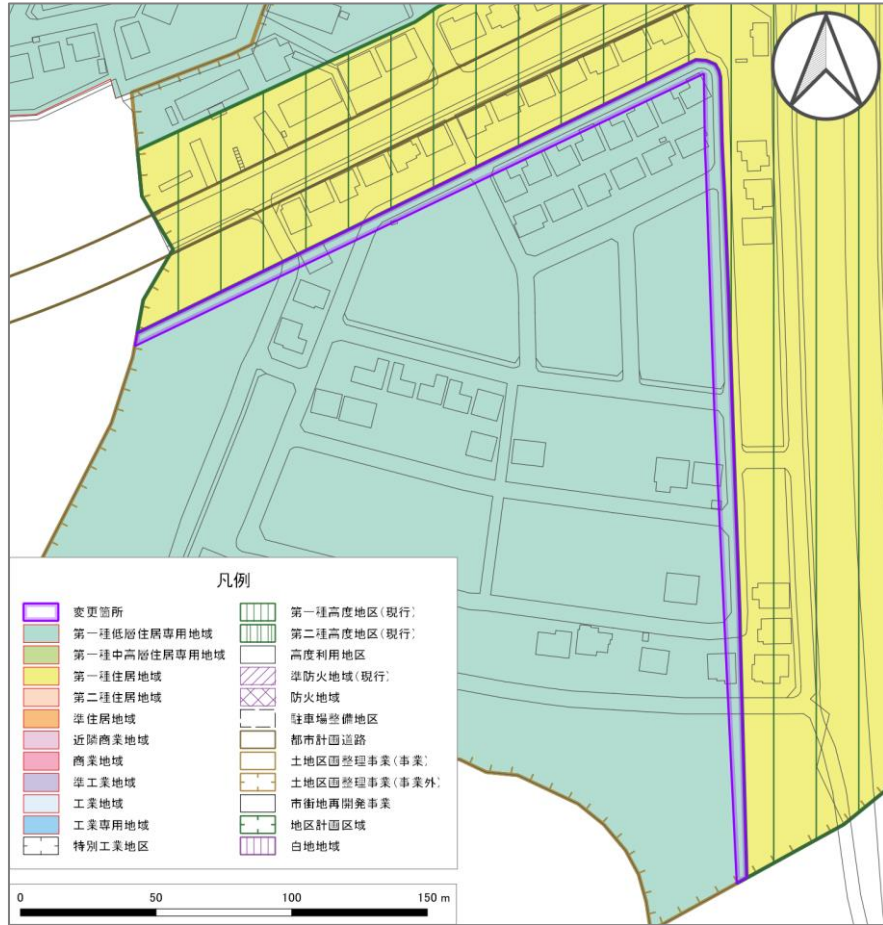 凡例
変更箇所
第一種低層住居専用地域
第一種中高層住居専用地域
第一種住居地域
第二種住居地域
準住居地域
近隣商業地域
商業地域
準工業地域
工業地域
工業専用地域
特別工業地区
第一種高度地区(現行)
第二種高度地区(現行)
高度利用地区
準防火地域(現行)
防火地域
駐車場整備地区
都市計画道路
土地区画整理事業(事業)
土地区画整理事業(事業外)
市街地再開発事業
地区計画区域
白地地域
0 50 100 150 m